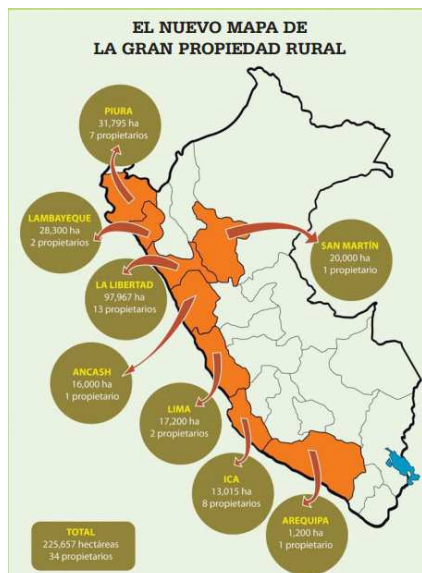 EL NUEVO MAPA DE
LA GRAN PROPIEDAD RURAL
PIURA
31,795 ha
7 propietarios
LAMBAYEQUE
28,300 ha
2 propietarios
SAN MARTÍN
20,000 ha
1 propietario
LA LIBERTAD
97,967 ha
13 propietarios
ANCASH
16,000 ha
1 propietario
LIMA
17,200 ha
2 propietarios
ICA
13,015 ha
8 propietarios
AREQUIPA
1,200 ha
1 propietario
TOTAL
225,657 hectáreas
34 propietarios